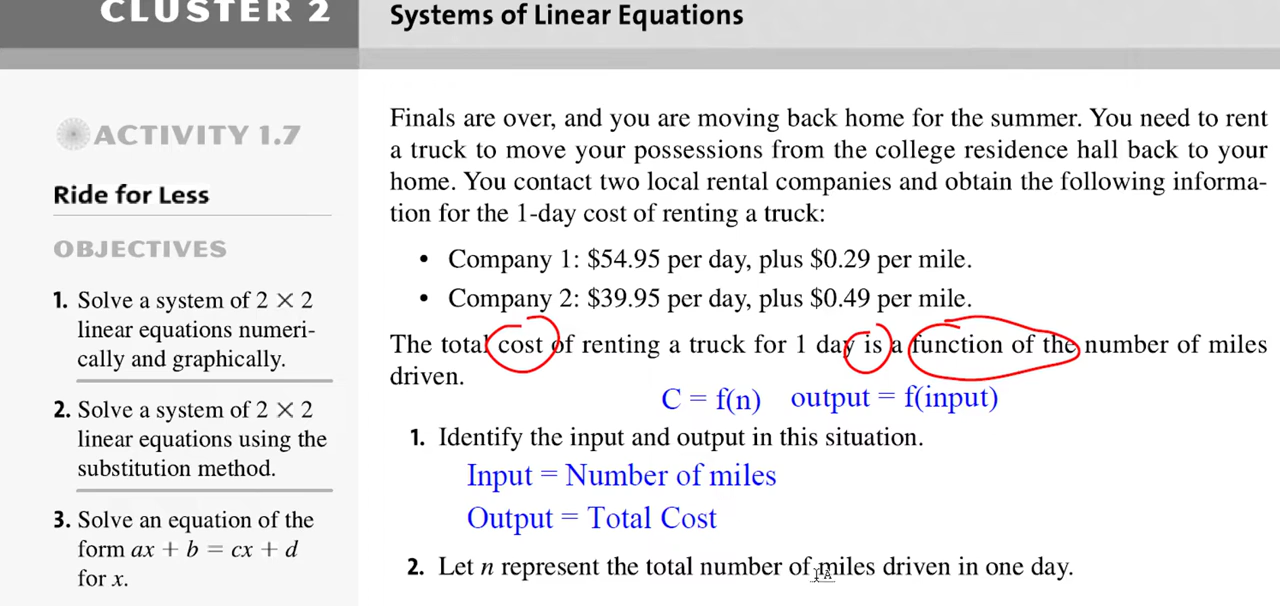 CLUSTER 2
Systems of Linear Equations
ACTIVITY 1.7
Ride for Less
OBJECTIVES
1. Solve a system of 2 × 2
linear equations numeri-
cally and graphically.
2. Solve a system of 2 × 2
linear equations using the
substitution method.
3. Solve an equation of the
form ax + b = cx + d
for x.
Finals are over, and you are moving back home for the summer. You need to rent
a truck to move your possessions from the college residence hall back to your
home. You contact two local rental companies and obtain the following informa-
tion for the 1-day cost of renting a truck:
• Company 1: $54.95 per day, plus $0.29 per mile.
• Company 2: $39.95 per day, plus $0.49 per mile.
The total cost of renting a truck for 1 day is a function of the number of miles
driven.
C = f(n) output = f(input)
1. Identify the input and output in this situation.
Input = Number of miles
Output = Total Cost
2. Let n represent the total number of miles driven in one day.